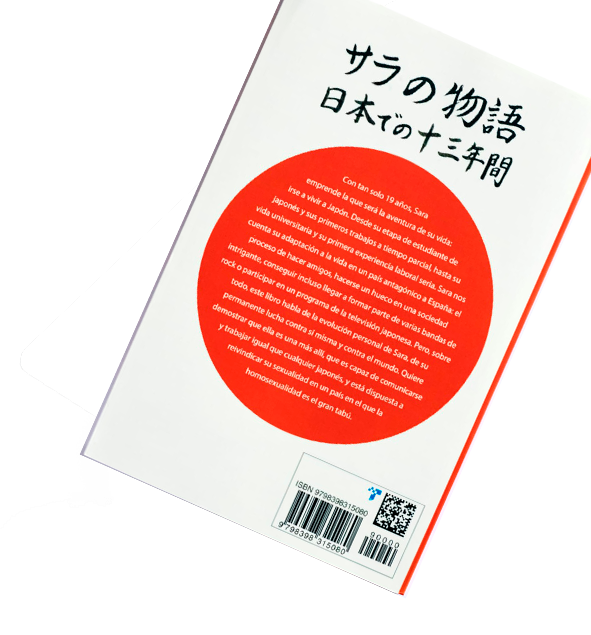 サラの物語
日本での十三年間
Con tan solo 19 años, Sara
emprende la que será la aventura de su vida:
irse a vivir a Japón. Desde su etapa de estudiante de
japonés y sus primeros trabajos a tiempo parcial, hasta su
vida universitaria y su primera experiencia laboral seria. Sara nos
cuenta su adaptación a la vida en un país antagónico a España: el
proceso de hacer amigos, hacerse un hueco en una sociedad
intrigante, conseguir incluso llegar a formar parte de varias bandas de
rock o participar en un programa de la televisión japonesa. Pero, sobre
todo, este libro habla de la evolución personal de Sara, de su
permanente lucha contra sí misma y contra el mundo. Quiere
demostrar que ella es una más allí, que es capaz de comunicarse
y trabajar igual que cualquier japonés, y está dispuesta a
reivindicar su sexualidad en un país en el que la
homosexualidad es el gran tabú.
ISBN 9798398315080
90000
9 798398 315080